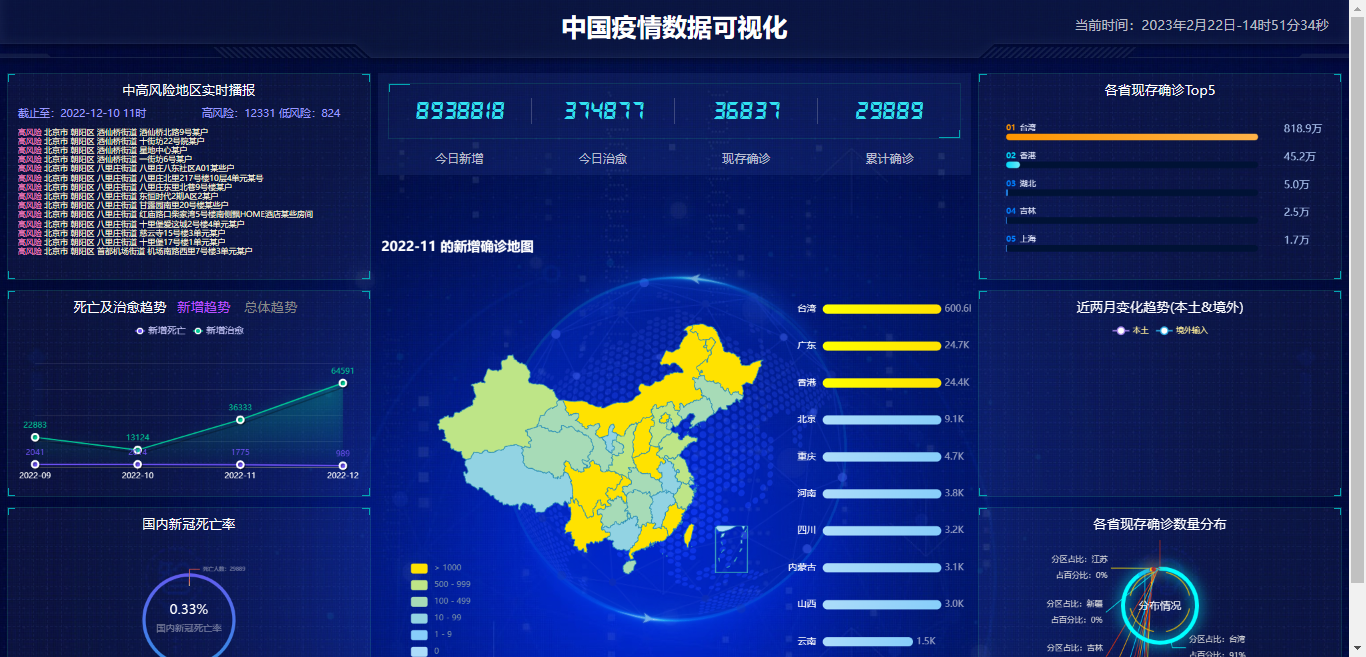 中国疫情数据可视化
当前时间：2023年2月22日-14时51分34秒
中高风险地区实时播报
截止至：2022-12-10 11时 高风险：12331 低风险：824
高风险 北京市 朝阳区 酒仙桥街道 酒仙桥北路9号某户
高风险 北京市 朝阳区 酒仙桥街道 十街坊22号院某户
高风险 北京市 朝阳区 酒仙桥街道 星地中心某户
高风险 北京市 朝阳区 酒仙桥街道 一街坊6号某户
高风险 北京市 朝阳区 八里庄街道 八里庄八东社区A01某些户
高风险 北京市 朝阳区 八里庄街道 八里庄北里217号楼10层4单元某号
高风险 北京市 朝阳区 八里庄街道 八里庄东里北巷9号楼某户
高风险 北京市 朝阳区 八里庄街道 东恒时代2期A区2某户
高风险 北京市 朝阳区 八里庄街道 甘露园南里20号楼某些户
高风险 北京市 朝阳区 八里庄街道 红庙路口柴家湾5号楼南侧飘HOME酒店某些房间
高风险 北京市 朝阳区 八里庄街道 十里堡爱这城2号楼4单元某户
高风险 北京市 朝阳区 八里庄街道 慈云寺15号楼3单元某户
高风险 北京市 朝阳区 八里庄街道 十里堡17号楼1单元某户
高风险 北京市 朝阳区 首都机场街道 机场南路西里7号楼3单元某户
8938818 374877 36837 29889
今日新增 今日治愈 现存确诊 累计确诊
各省现存确诊Top5
01 台湾 818.9万
02 香港 45.2万
03 湖北 5.0万
04 吉林 2.5万
05 上海 1.7万
死亡及治愈趋势 新增趋势 总体趋势
新增死亡 新增治愈
64591
36333
22883
13124
2041 1775 989
2022-09 2022-10 2022-11 2022-12
2022-11 的新增确诊地图
台湾
广东 24.7K
香港 24.4K
北京 9.1K
重庆 4.7K
河南 3.8K
四川 3.2K
内蒙古 3.1K
山西 3.0K
云南 1.5K
> 1000
500 - 999
100 - 499
10 - 99
1 - 9
0
近两月变化趋势(本土&境外)
本土 境外输入
国内新冠死亡率
死亡人数：29889
0.33%
国内新冠死亡率
各省现存确诊数量分布
分区占比：江苏
占百分比：0%
分区占比：新疆
占百分比：0%
分区占比：吉林
分布情况
分区占比：台湾
占百分比：91%